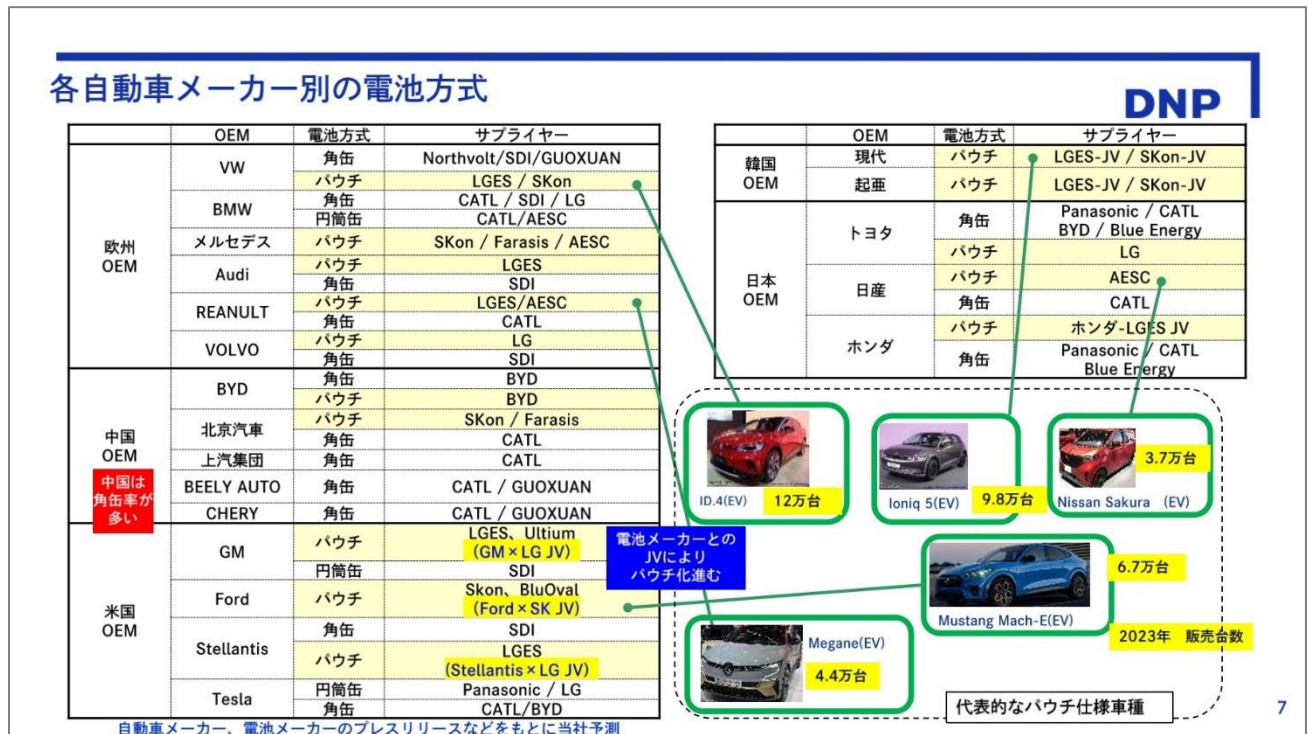 各自動車メーカー別の電池方式
DNP
OEM 電池方式 サプライヤー
欧州
OEM
VW 角缶 Northvolt/SDI/GUOXUAN
パウチ LGES / SKon
BMW 角缶 CATL / SDI / LG
円筒缶 CATL/AESC
メルセデス パウチ SKon / Farasis / AESC
Audi パウチ LGES
角缶 SDI
REANULT パウチ LGES/AESC
角缶 CATL
VOLVO パウチ LG
角缶 SDI
中国
OEM
中国は
角缶率が
多い
BYD 角缶 BYD
パウチ BYD
北京汽車 パウチ SKon / Farasis
角缶 CATL
上汽集団 角缶 CATL
BEELY AUTO 角缶 CATL / GUOXUAN
CHERY 角缶 CATL / GUOXUAN
米国
OEM
GM パウチ LGES、Ultium
（GM×LG JV）
円筒缶 SDI
Ford パウチ Skon、BluOval
（Ford×SK JV）
Stellantis 角缶 SDI
パウチ LGES
(Stellantis×LG JV)
Tesla 円筒缶 Panasonic / LG
角缶 CATL/BYD
自動車メーカー、電池メーカーのプレスリリースなどをもとに当社予測
OEM 電池方式 サプライヤー
韓国
OEM
現代 パウチ LGES-JV / SKon-JV
起亜 パウチ LGES-JV / SKon-JV
日本
OEM
トヨタ 角缶 Panasonic / CATL
BYD / Blue Energy
パウチ LG
日産 パウチ AESC
角缶 CATL
ホンダ パウチ ホンダ-LGES JV
角缶 Panasonic / CATL
Blue Energy
ID.4(EV) 12万台
Ioniq 5(EV) 9.8万台
3.7万台
Nissan Sakura （EV)
電池メーカーとの
JVにより
パウチ化進む
6.7万台
Mustang Mach-E(EV)
2023年 販売台数
Megane(EV)
4.4万台
代表的なパウチ仕様車種
7